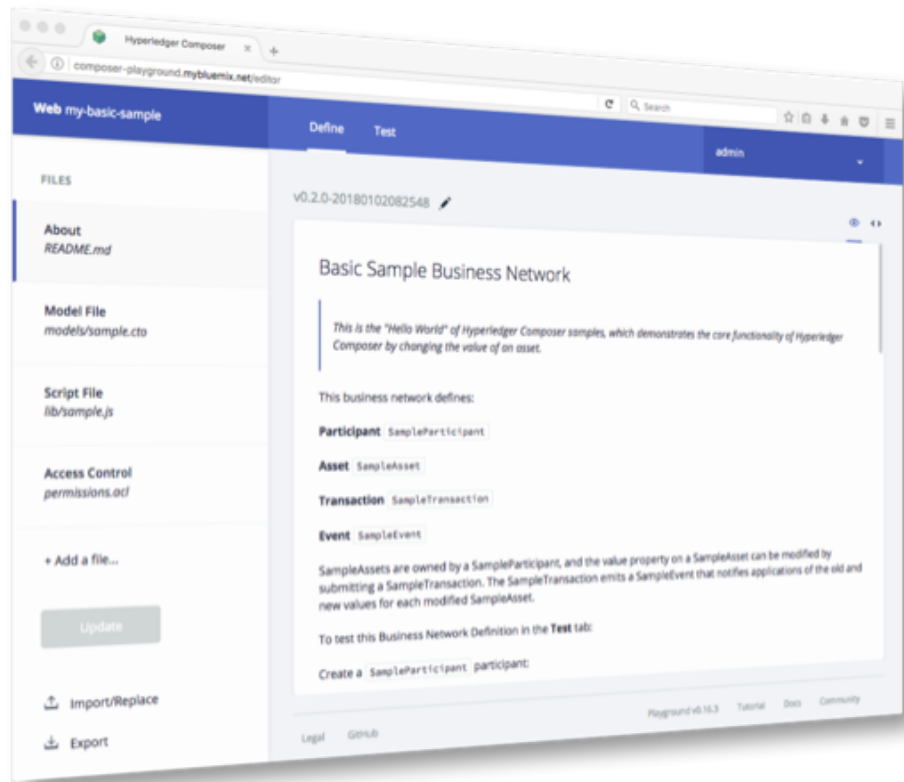 Hyperledger Composer
composer-playground.mybluemix.net/editor
Search
Web my-basic-sample
Define
Test
admin
FILES
About
README.md
Model File
models/sample.cto
Script File
lib/sample.js
Access Control
permissions.acl
+ Add a file...
Update
Import/Replace
Export
v0.2.0-20180102082548
Basic Sample Business Network
This is the "Hello World" of Hyperledger Composer samples, which demonstrates the core functionality of Hyperledger
Composer by changing the value of an asset.
This business network defines:
Participant SampleParticipant
Asset SampleAsset
Transaction SampleTransaction
Event SampleEvent
SampleAssets are owned by a SampleParticipant, and the value property on a SampleAsset can be modified by
submitting a SampleTransaction. The SampleTransaction emits a SampleEvent that notifies applications of the old and
new values for each modified SampleAsset.
To test this Business Network Definition in the Test tab:
Create a SampleParticipant participant:
Legal
GitHub
Playground v0.16.3
Tutorial
Docs
Community